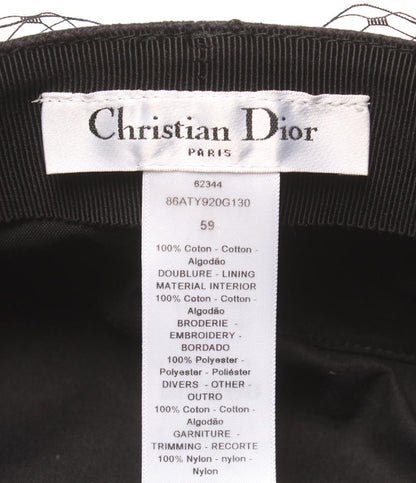 Christian Dior
PARIS
62344
86ATY920G130
59
100% Coton - Cotton -
Algodão
DOUBLURE - LINING
MATERIAL INTERIOR
100% Coton - Cotton -
Algodão
BRODERIE -
EMBROIDERY -
BORDADO
100% Polyester -
Polyester - Poliéster
DIVERS - OTHER -
OUTRO
100% Coton - Cotton -
Algodão
GARNITURE -
TRIMMING - RECORTE
100% Nylon - nylon -
Nylon